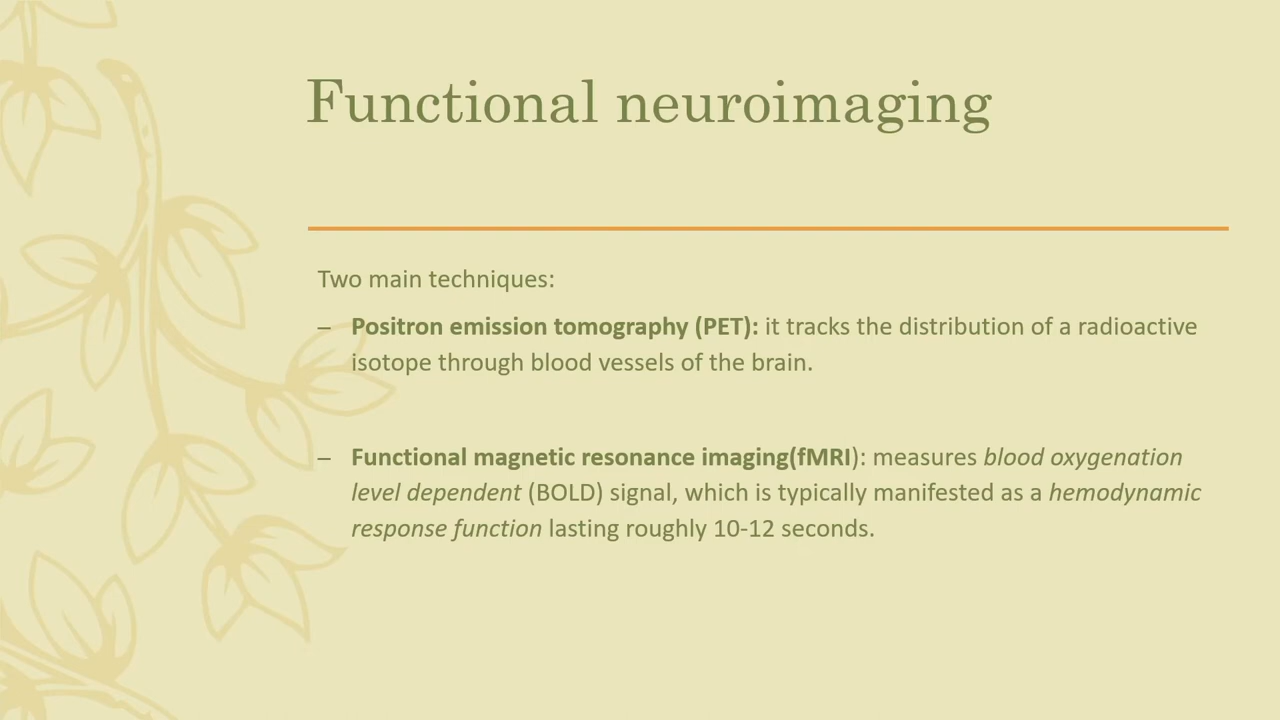 Functional neuroimaging
Two main techniques:
– Positron emission tomography (PET): it tracks the distribution of a radioactive
isotope through blood vessels of the brain.
– Functional magnetic resonance imaging(fMRI): measures blood oxygenation
level dependent (BOLD) signal, which is typically manifested as a hemodynamic
response function lasting roughly 10-12 seconds.